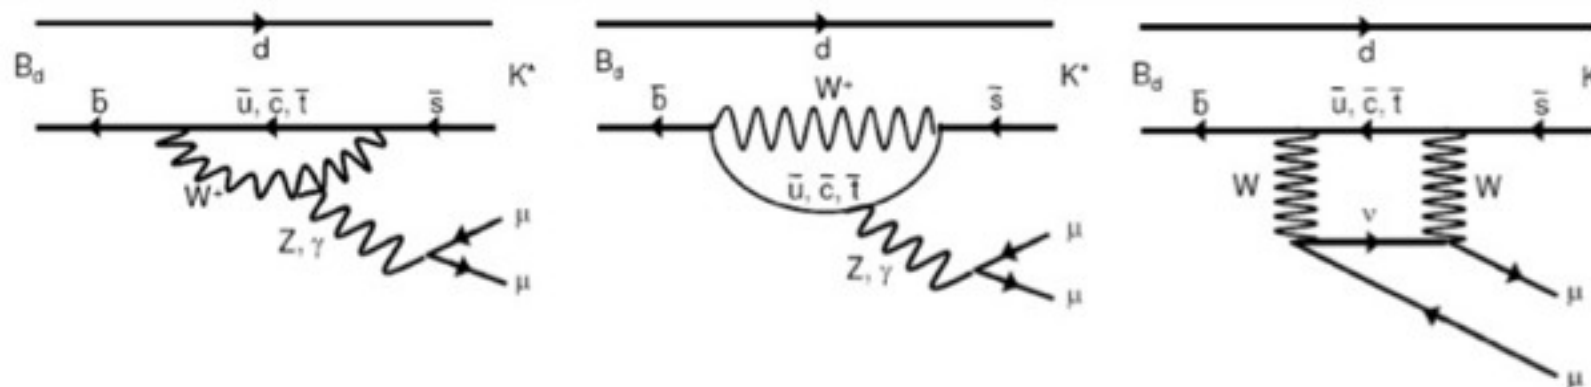 d
B_d K*
b̄ ū, c̄, t̄ s̄
W⁺
Z, γ
μ
μ
d
B_d K*
W⁺
b̄ s̄
ū, c̄, t̄
Z, γ
μ
μ
d
B_d K
b̄ ū, c̄, t̄ s̄
W W
ν
μ
μ